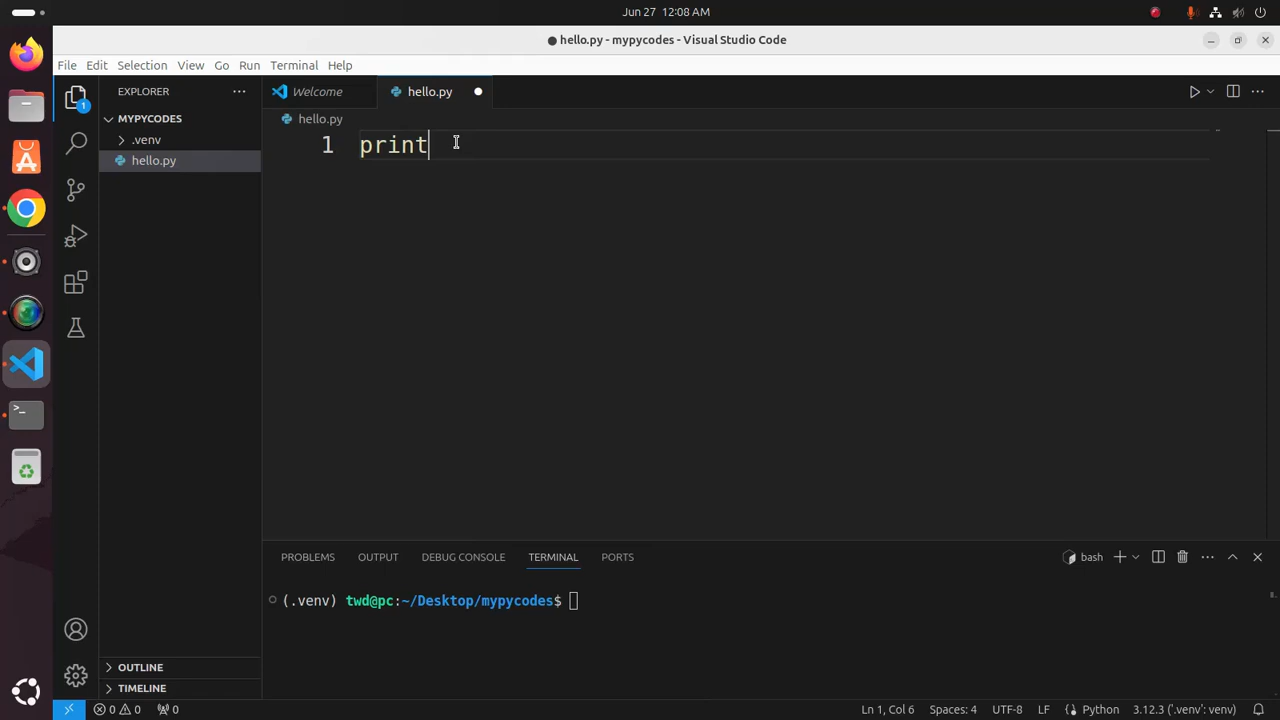 Jun 27 12:08 AM
● hello.py - mypycodes - Visual Studio Code
File Edit Selection View Go Run Terminal Help
EXPLORER
Welcome
hello.py
MYPYCODES
hello.py
.venv
hello.py
1 print
PROBLEMS OUTPUT DEBUG CONSOLE TERMINAL PORTS
bash
(.venv) twd@pc:~/Desktop/mypycodes$
OUTLINE
TIMELINE
0 0 0
Ln 1, Col 6 Spaces: 4 UTF-8 LF Python 3.12.3 ('.venv': venv)